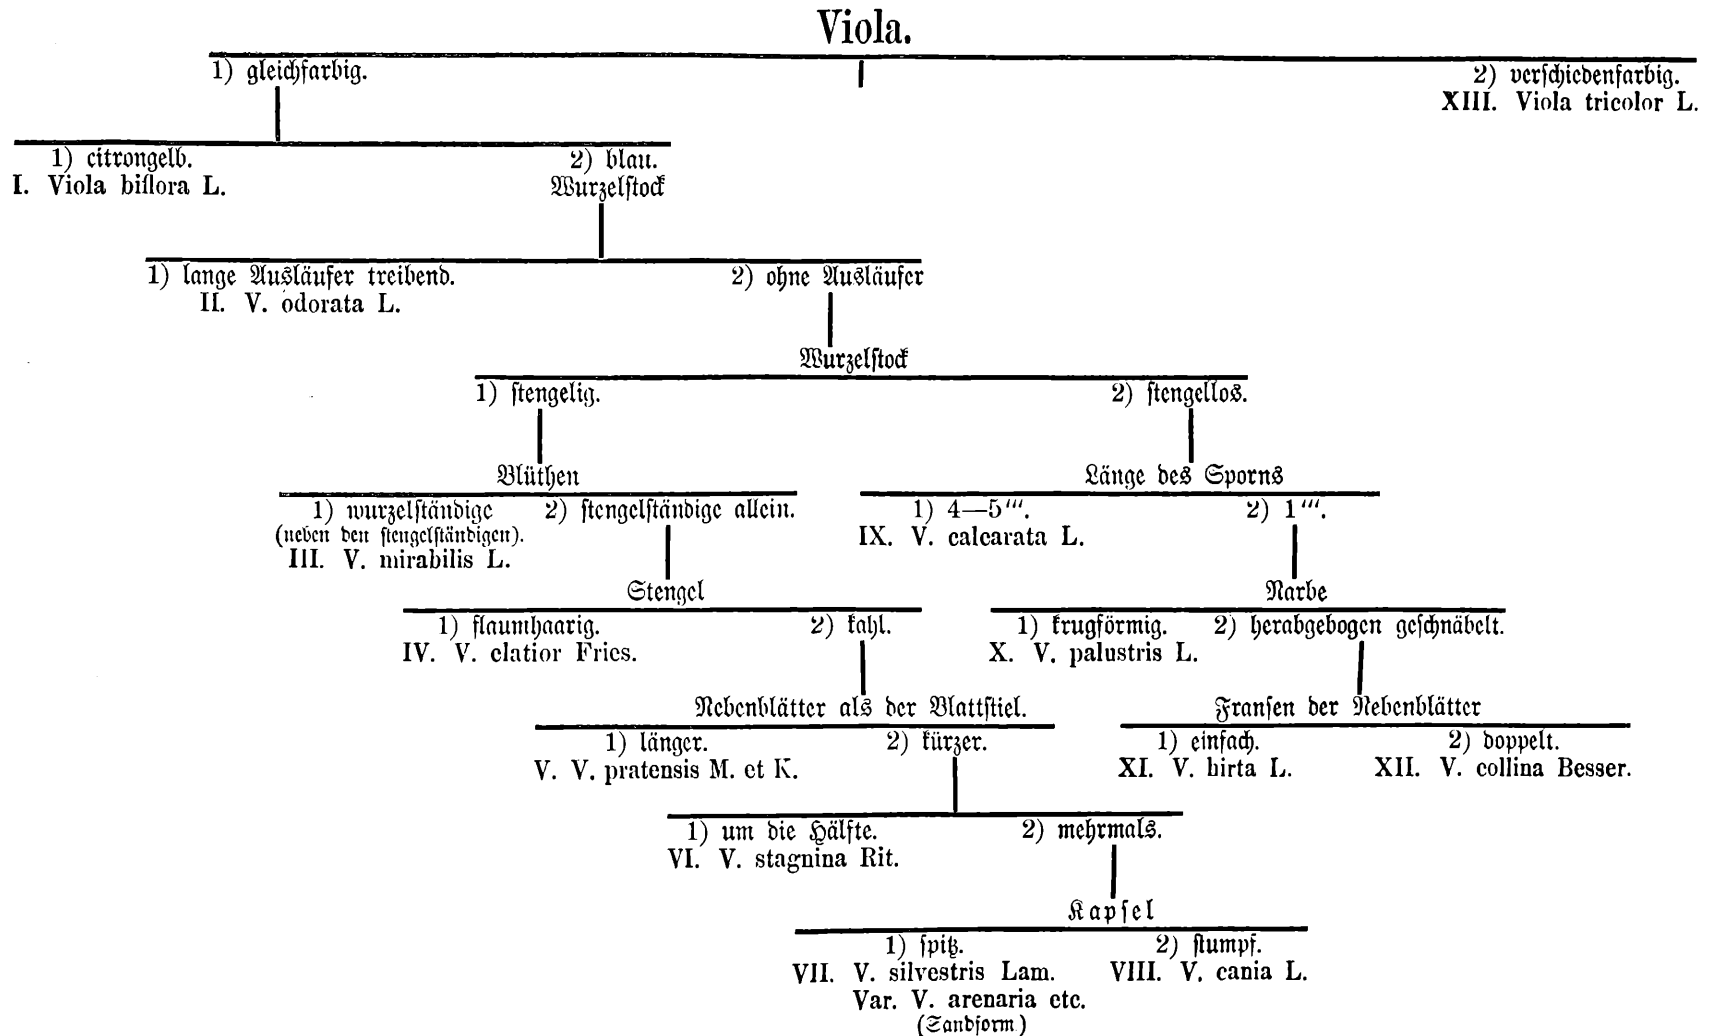 Viola.
1) gleichfarbig.
2) verschiedenfarbig.
XIII. Viola tricolor L.
1) citrongelb.
2) blau.
I. Viola biflora L.
Wurzelstock
1) lange Ausläufer treibend.
2) ohne Ausläufer
II. V. odorata L.
Wurzelstock
1) stengelig.
2) stengellos.
Blüthen
Länge des Sporns
1) wurzelständige
2) stengelständige allein.
1) 4—5‴.
2) 1‴.
(neben den stengelständigen).
III. V. mirabilis L.
IX. V. calcarata L.
Stengel
Narbe
1) flaumhaarig.
2) kahl.
1) krugförmig.
2) herabgebogen geschnäbelt.
IV. V. elatior Fries.
X. V. palustris L.
Nebenblätter als der Blattstiel.
Fransen der Nebenblätter
1) länger.
2) kürzer.
1) einfach.
2) doppelt.
V. V. pratensis M. et K.
XI. V. hirta L.
XII. V. collina Besser.
1) um die Hälfte.
2) mehrmals.
VI. V. stagnina Rit.
Kapsel
1) spitz.
2) stumpf.
VII. V. silvestris Lam.
VIII. V. cania L.
Var. V. arenaria etc.
(Sandform)